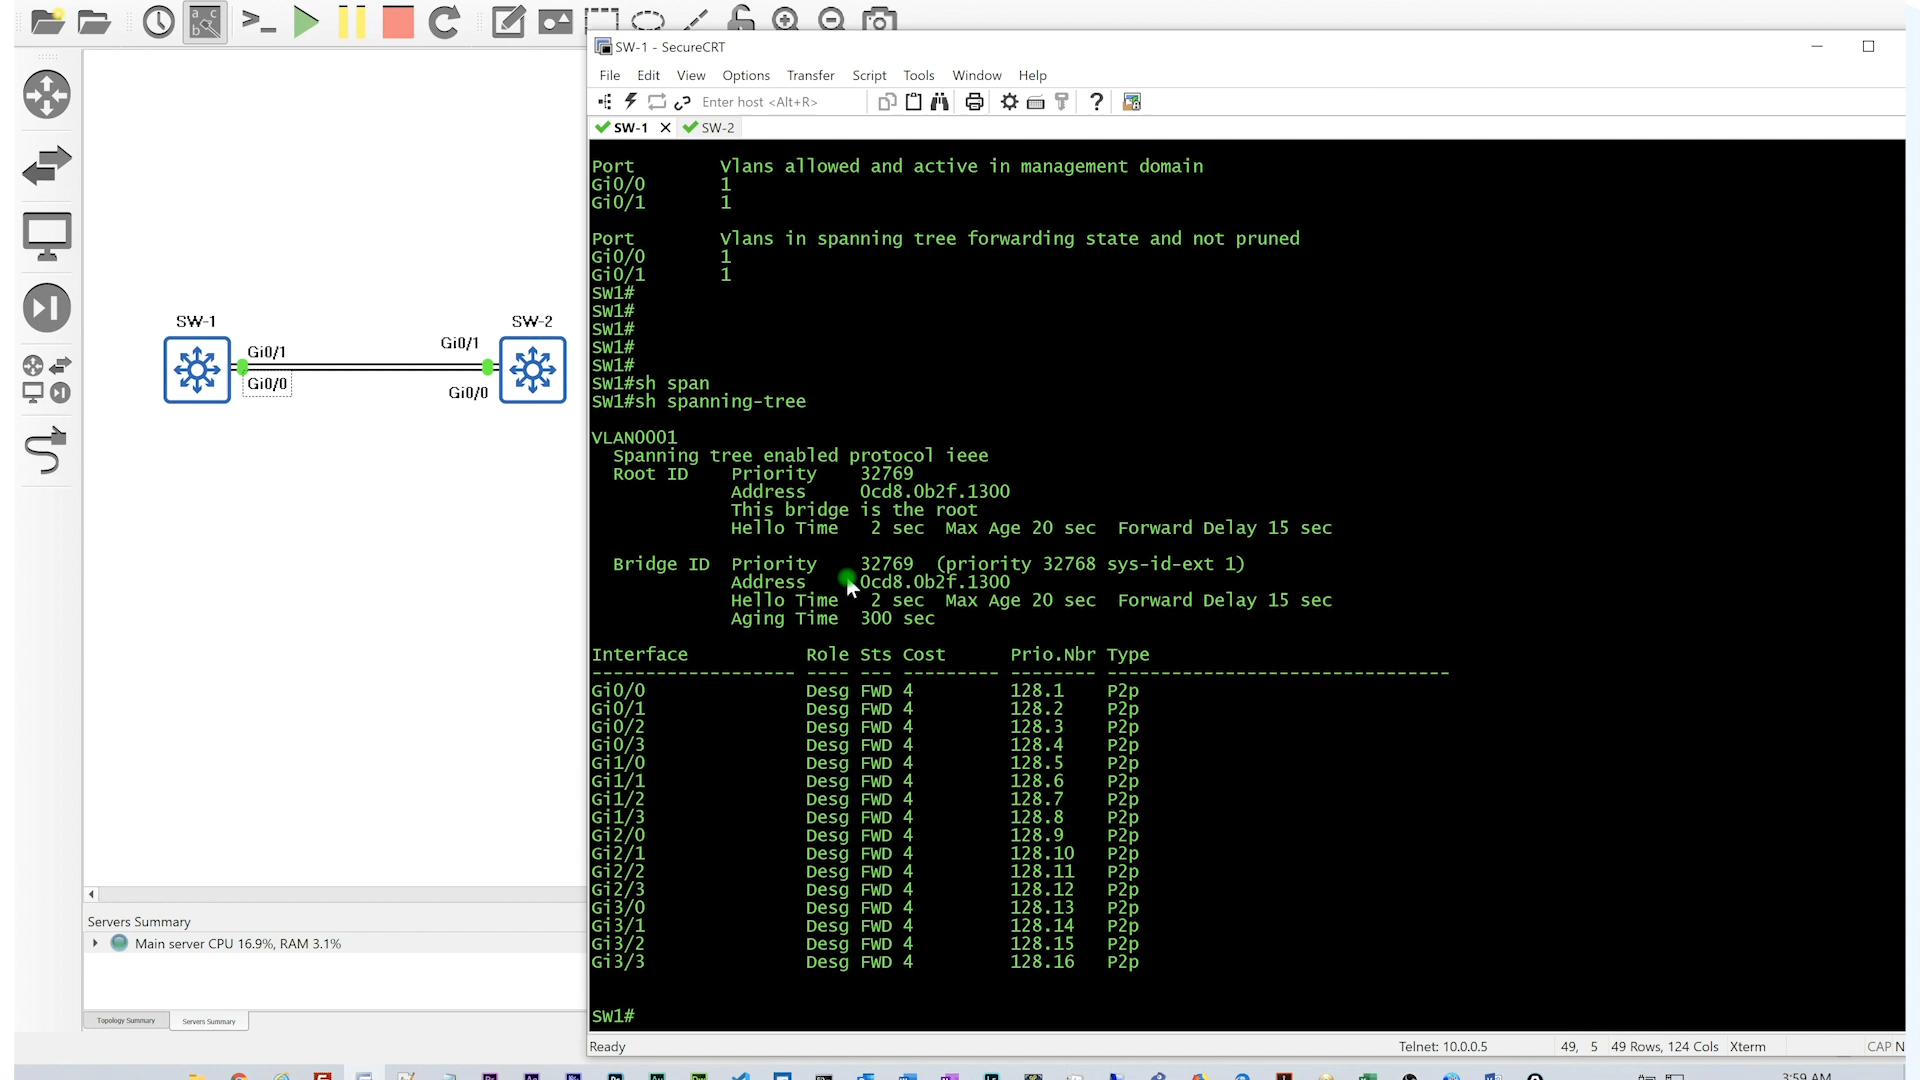 SW-1 - SecureCRT
File Edit View Options Transfer Script Tools Window Help
Enter host <Alt+R>
SW-1 SW-2
Port Vlans allowed and active in management domain
Gi0/0 1
Gi0/1 1
Port Vlans in spanning tree forwarding state and not pruned
Gi0/0 1
Gi0/1 1
SW1#
SW1#
SW1#
SW1#
SW1#
SW1#sh span
SW1#sh spanning-tree
VLAN0001
Spanning tree enabled protocol ieee
Root ID Priority 32769
Address 0cd8.0b2f.1300
This bridge is the root
Hello Time 2 sec Max Age 20 sec Forward Delay 15 sec
Bridge ID Priority 32769 (priority 32768 sys-id-ext 1)
Address 0cd8.0b2f.1300
Hello Time 2 sec Max Age 20 sec Forward Delay 15 sec
Aging Time 300 sec
Interface Role Sts Cost Prio.Nbr Type
------------------- ---- --- --------- -------- --------------------------------
Gi0/0 Desg FWD 4 128.1 P2p
Gi0/1 Desg FWD 4 128.2 P2p
Gi0/2 Desg FWD 4 128.3 P2p
Gi0/3 Desg FWD 4 128.4 P2p
Gi1/0 Desg FWD 4 128.5 P2p
Gi1/1 Desg FWD 4 128.6 P2p
Gi1/2 Desg FWD 4 128.7 P2p
Gi1/3 Desg FWD 4 128.8 P2p
Gi2/0 Desg FWD 4 128.9 P2p
Gi2/1 Desg FWD 4 128.10 P2p
Gi2/2 Desg FWD 4 128.11 P2p
Gi2/3 Desg FWD 4 128.12 P2p
Gi3/0 Desg FWD 4 128.13 P2p
Gi3/1 Desg FWD 4 128.14 P2p
Gi3/2 Desg FWD 4 128.15 P2p
Gi3/3 Desg FWD 4 128.16 P2p
SW1#
Ready Telnet: 10.0.0.5 49, 5 49 Rows, 124 Cols Xterm CAP N
SW-1 SW-2
Gi0/1 Gi0/1
Gi0/0 Gi0/0
Servers Summary
Main server CPU 16.9%, RAM 3.1%
Topology Summary Servers Summary
3:59 AM